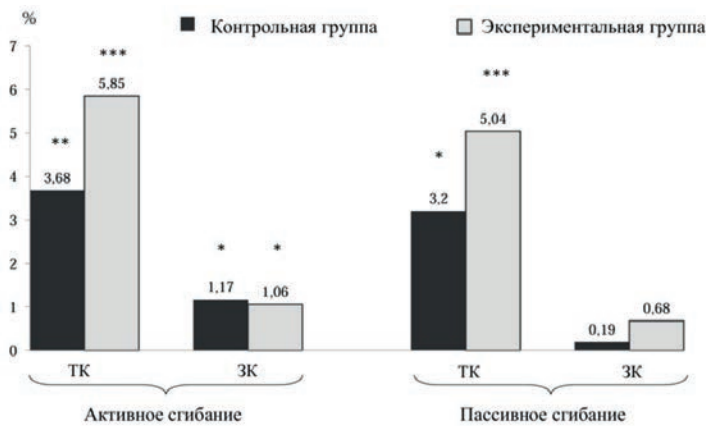 %
Контрольная группа
Экспериментальная группа
7
6
5
4
3
2
1
0
**
3,68
***
5,85
*
1,17
*
1,06
*
3,2
***
5,04
0,19
0,68
ТК
ЗК
ТК
ЗК
Активное сгибание
Пассивное сгибание